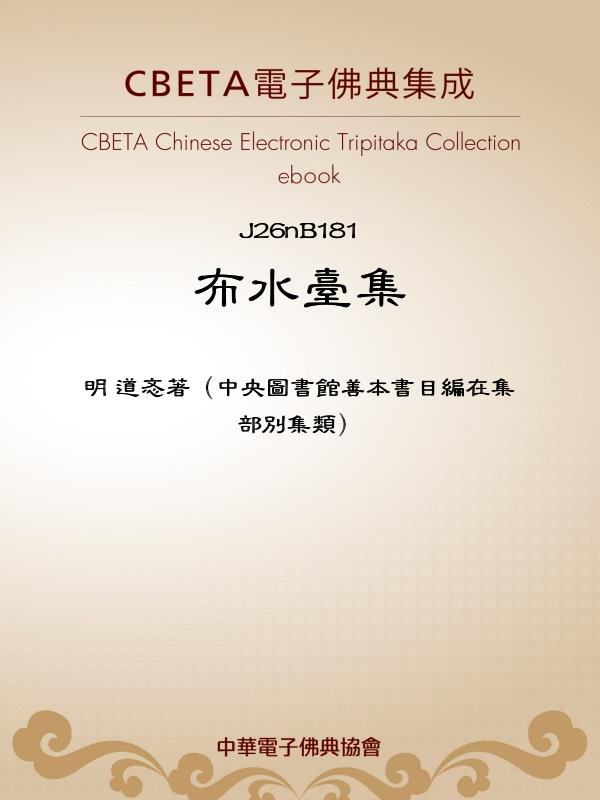 CBETA電子佛典集成
CBETA Chinese Electronic Tripitaka Collection
ebook
J26nB181
布水臺集
明 道忞著（中央圖書館善本書目編在集
部別集類）
中華電子佛典協會